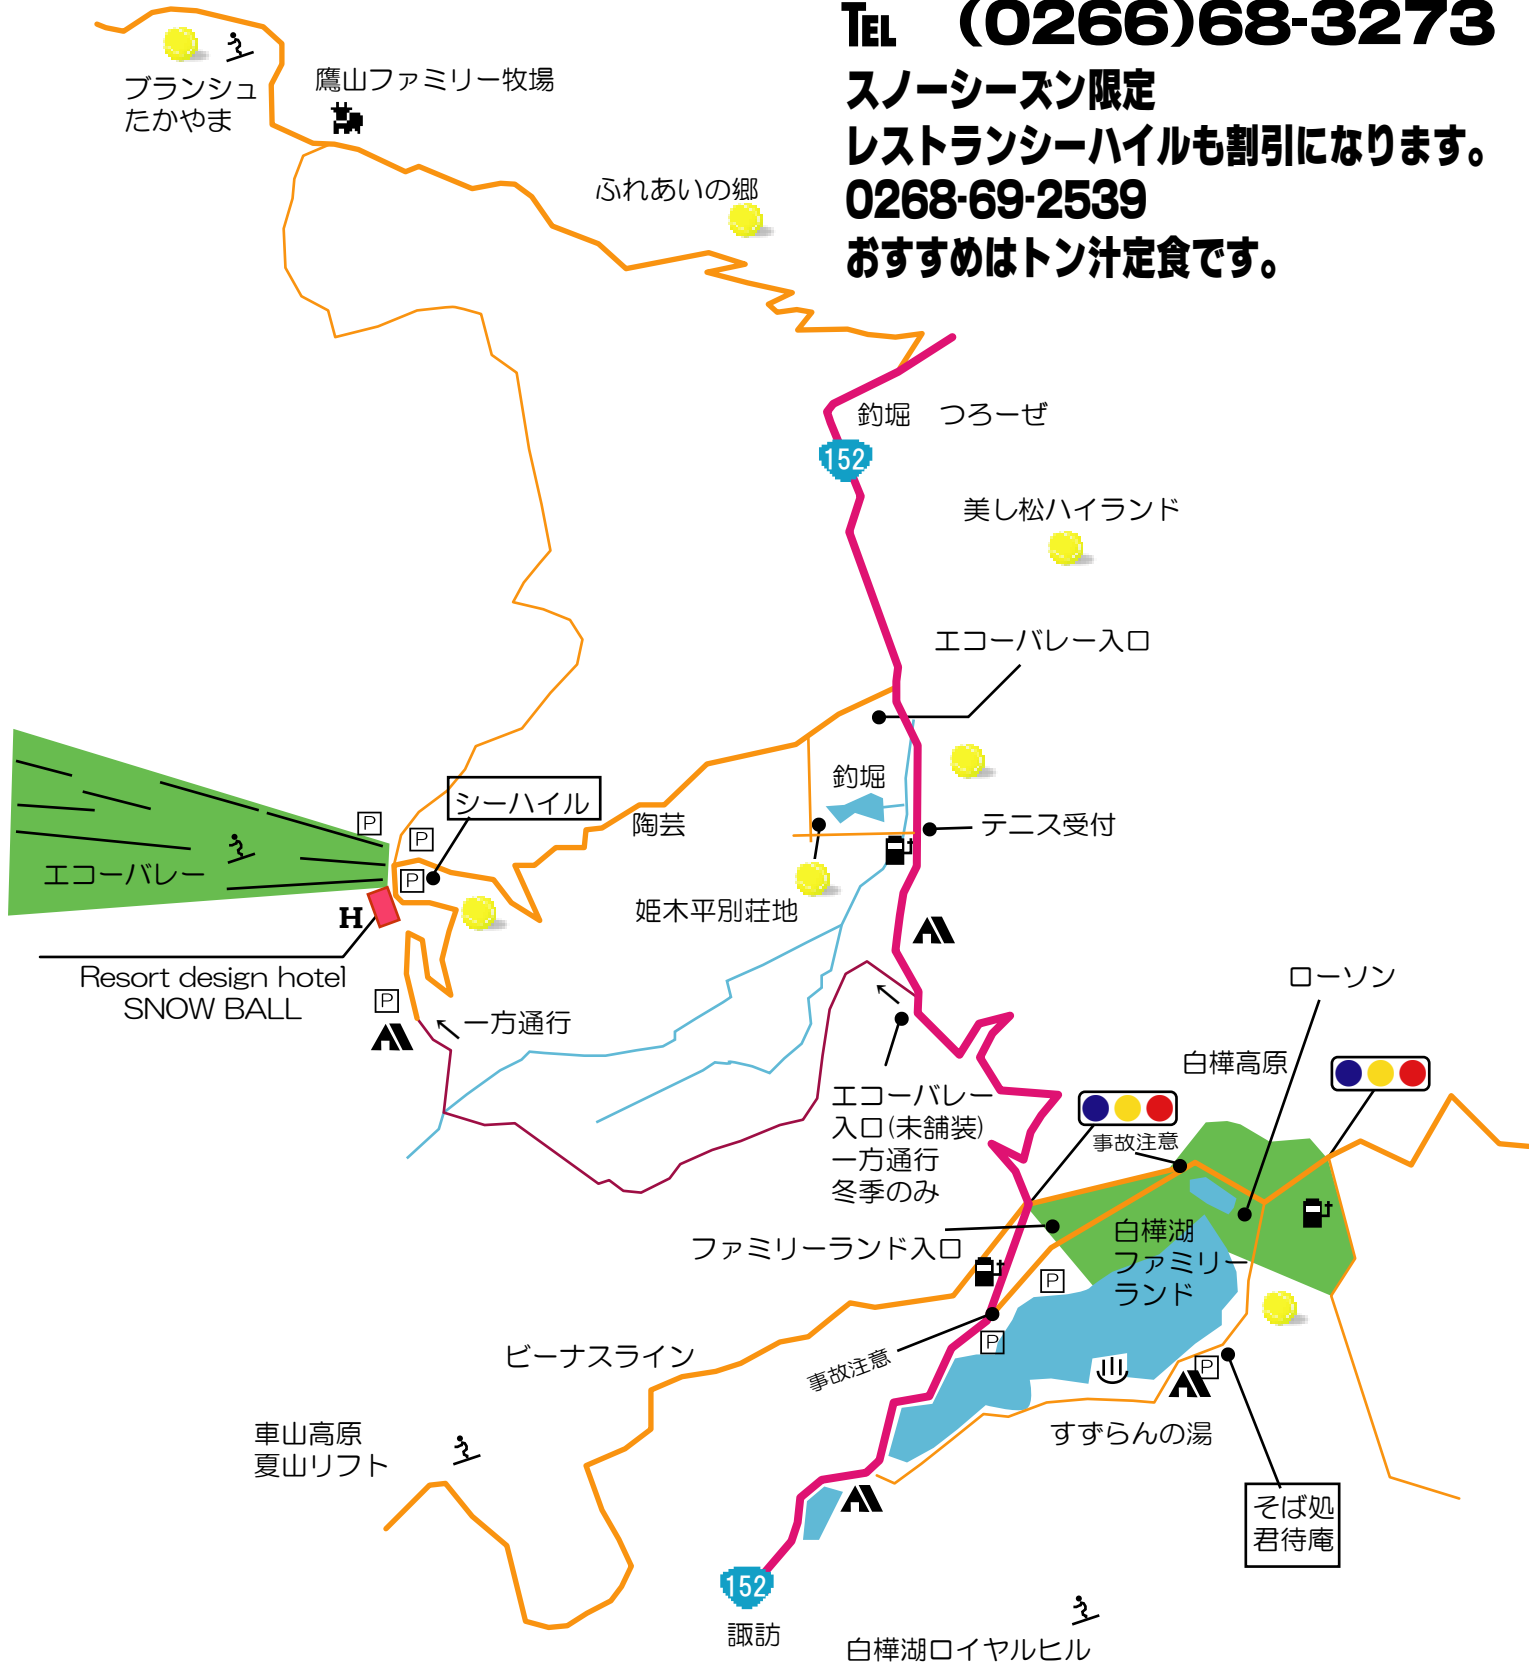 TEL (0266)68-3273
スノーシーズン限定
レストランシーハイルも割引になります。
0268-69-2539
おすすめはトン汁定食です。
ブランシュ
たかやま
鷹山ファミリー牧場
ふれあいの郷
釣堀　つろーぜ
152
美し松ハイランド
エコーバレー入口
釣堀
シーハイル
陶芸
テニス受付
P
P
P
エコーバレー
姫木平別荘地
H
Resort design hotel
SNOW BALL
P
一方通行
ローソン
白樺高原
エコーバレー
入口(未舗装)
一方通行
冬季のみ
事故注意
ファミリーランド入口
白樺湖
ファミリー
ランド
P
P
事故注意
ビーナスライン
P
すずらんの湯
車山高原
夏山リフト
そば処
君待庵
152
諏訪
白樺湖ロイヤルヒル